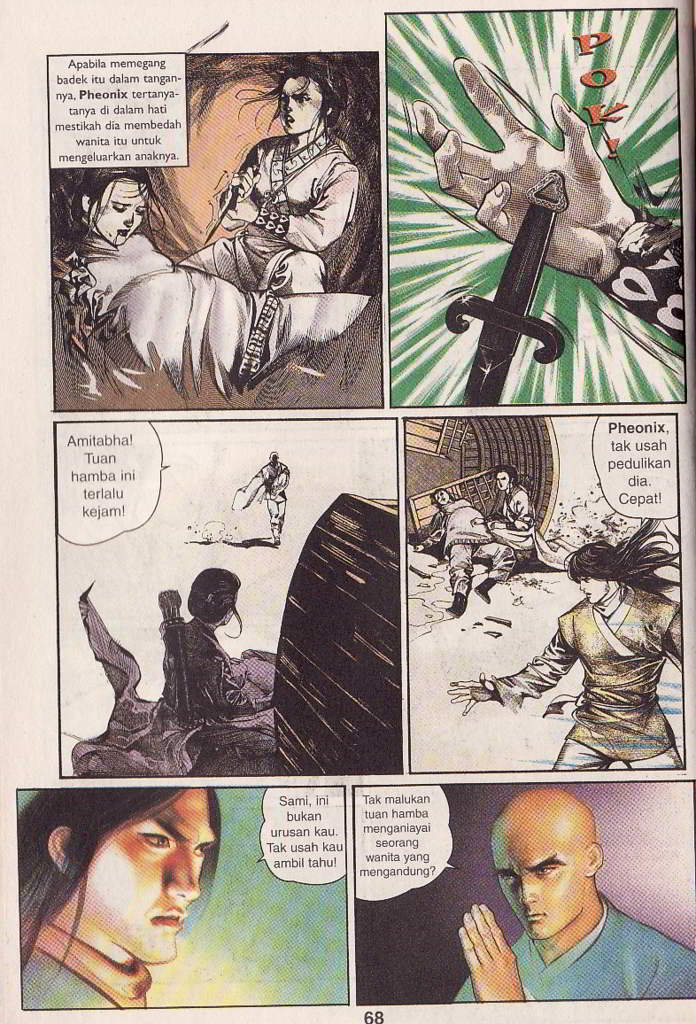 Apabila memegang
badek itu dalam tangan-
nya, Pheonix tertanya-
tanya di dalam hati
mestikah dia membedah
wanita itu untuk
mengeluarkan anaknya.
POK!
Amitabha!
Tuan
hamba ini
terlalu
kejam!
Pheonix,
tak usah
pedulikan
dia.
Cepat!
Sami, ini
bukan
urusan kau.
Tak usah kau
ambil tahu!
Tak malukan
tuan hamba
menganiayai
seorang
wanita yang
mengandung?
68